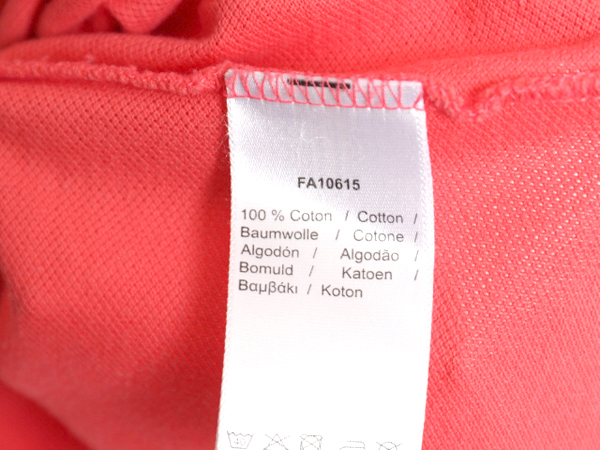 FA10615
100 % Coton / Cotton /
Baumwolle / Cotone /
Algodón / Algodão /
Bomuld / Katoen /
Βαμβάκι / Koton